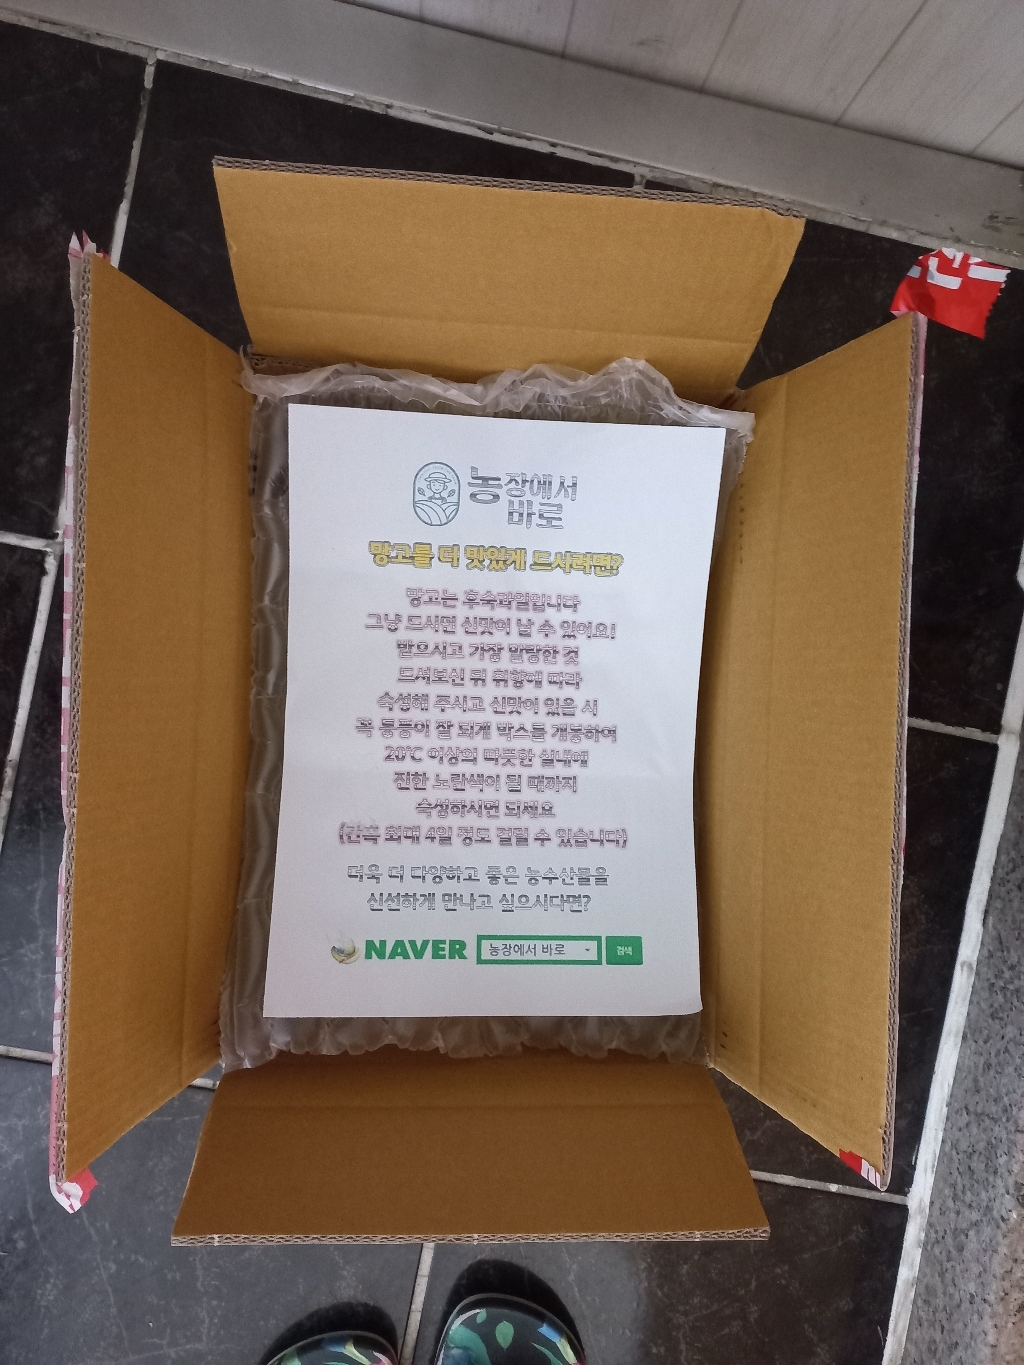 농장에서
바로
망고를 더 맛있게 드시려면?
망고는 후숙과일입니다
그냥 드시면 신맛이 날 수 있어요!
받으시고 가장 말랑한 것
드셔보신 뒤 취향에 따라
숙성해 주시고 신맛이 있을 시
꼭 통풍이 잘 되게 박스를 개봉하여
20℃ 이상의 따뜻한 실내에
진한 노란색이 될 때까지
숙성하시면 되세요
(간혹 최대 4일 정도 걸릴 수 있습니다)
더욱 더 다양하고 좋은 농수산물을
신선하게 만나고 싶으시다면?
NAVER 농장에서 바로 검색